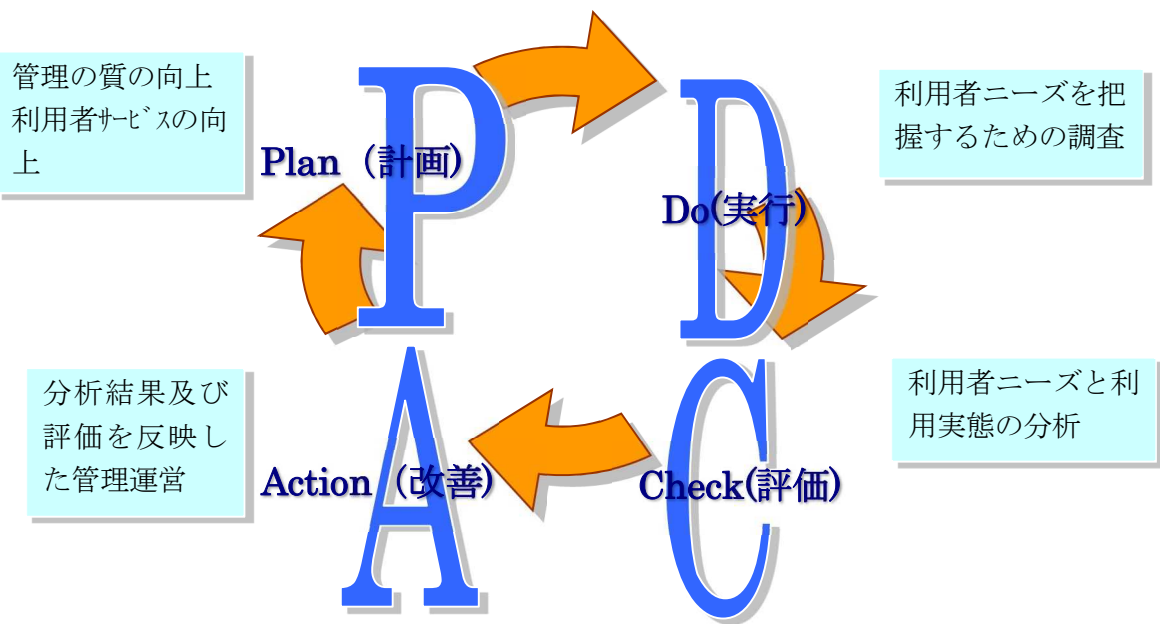 管理の質の向上
利用者ｻｰﾋﾞｽの向
上
P
Plan（計画)
D
Do(実行)
利用者ニーズを把
握するための調査
分析結果及び
評価を反映し
た管理運営
A
Action（改善)
C
Check(評価)
利用者ニーズと利
用実態の分析